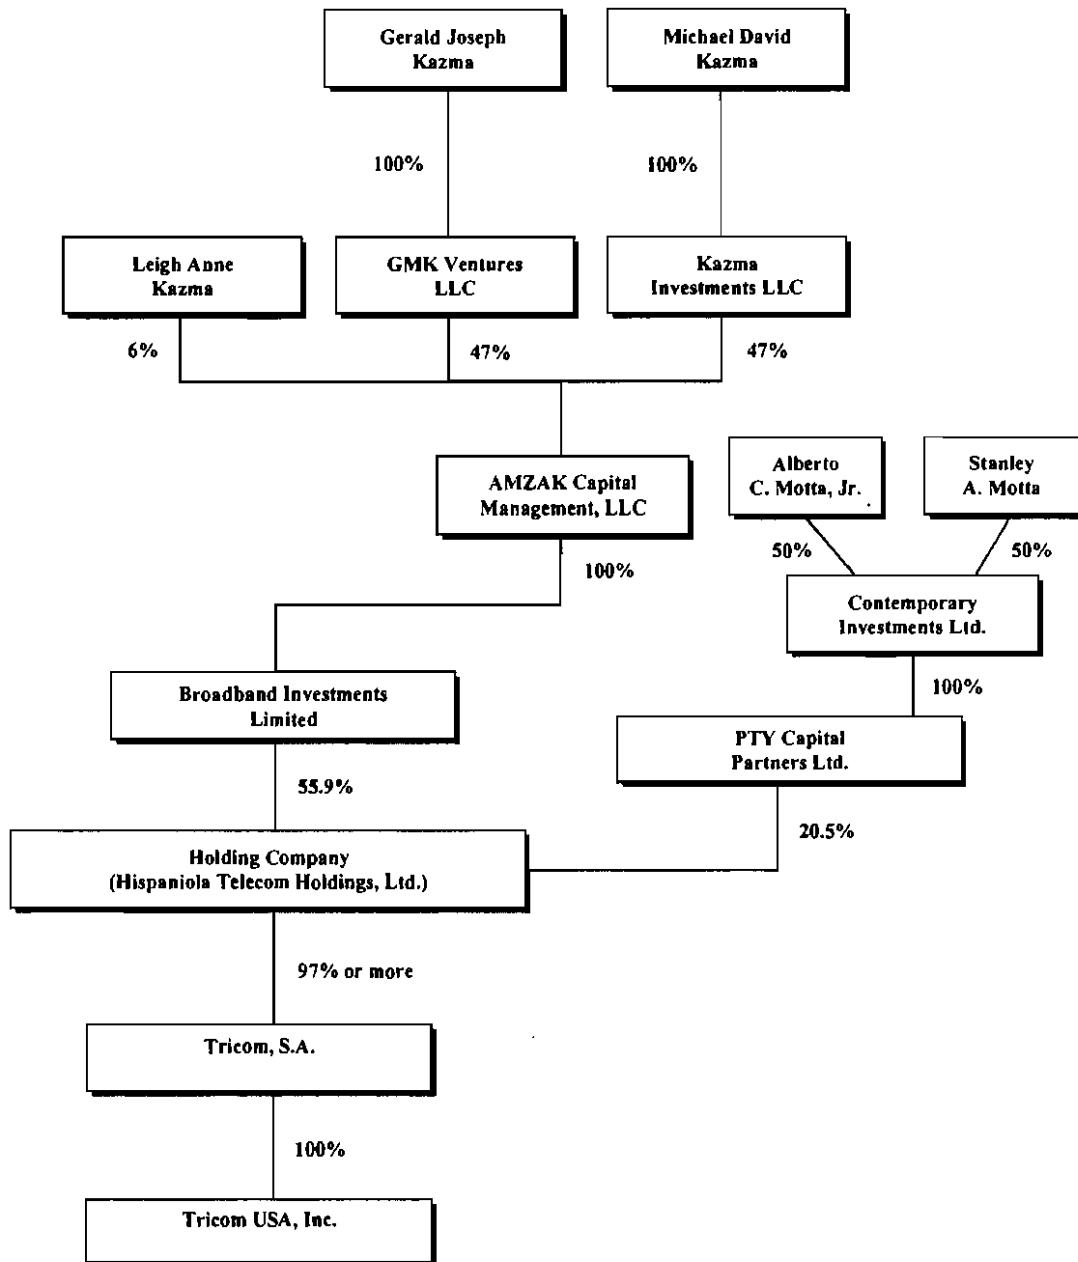 Gerald Joseph
Kazma
Michael David
Kazma
100%
100%
Leigh Anne
Kazma
GMK Ventures
LLC
Kazma
Investments LLC
6%
47%
47%
AMZAK Capital
Management, LLC
Alberto
C. Motta, Jr.
Stanley
A. Motta
50%
50%
100%
Contemporary
Investments Ltd.
100%
Broadband Investments
Limited
PTY Capital
Partners Ltd.
55.9%
20.5%
Holding Company
(Hispaniola Telecom Holdings, Ltd.)
97% or more
Tricom, S.A.
100%
Tricom USA, Inc.